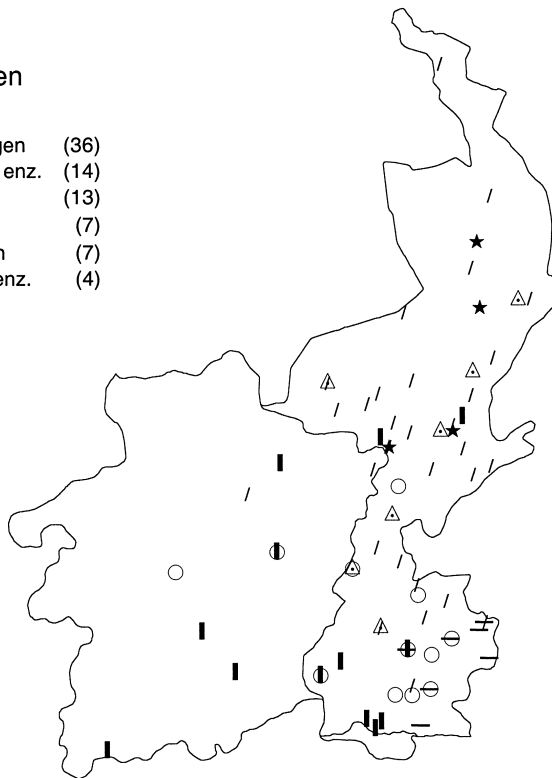 en
gen (36)
enz. (14)
(13)
(7)
n (7)
enz. (4)